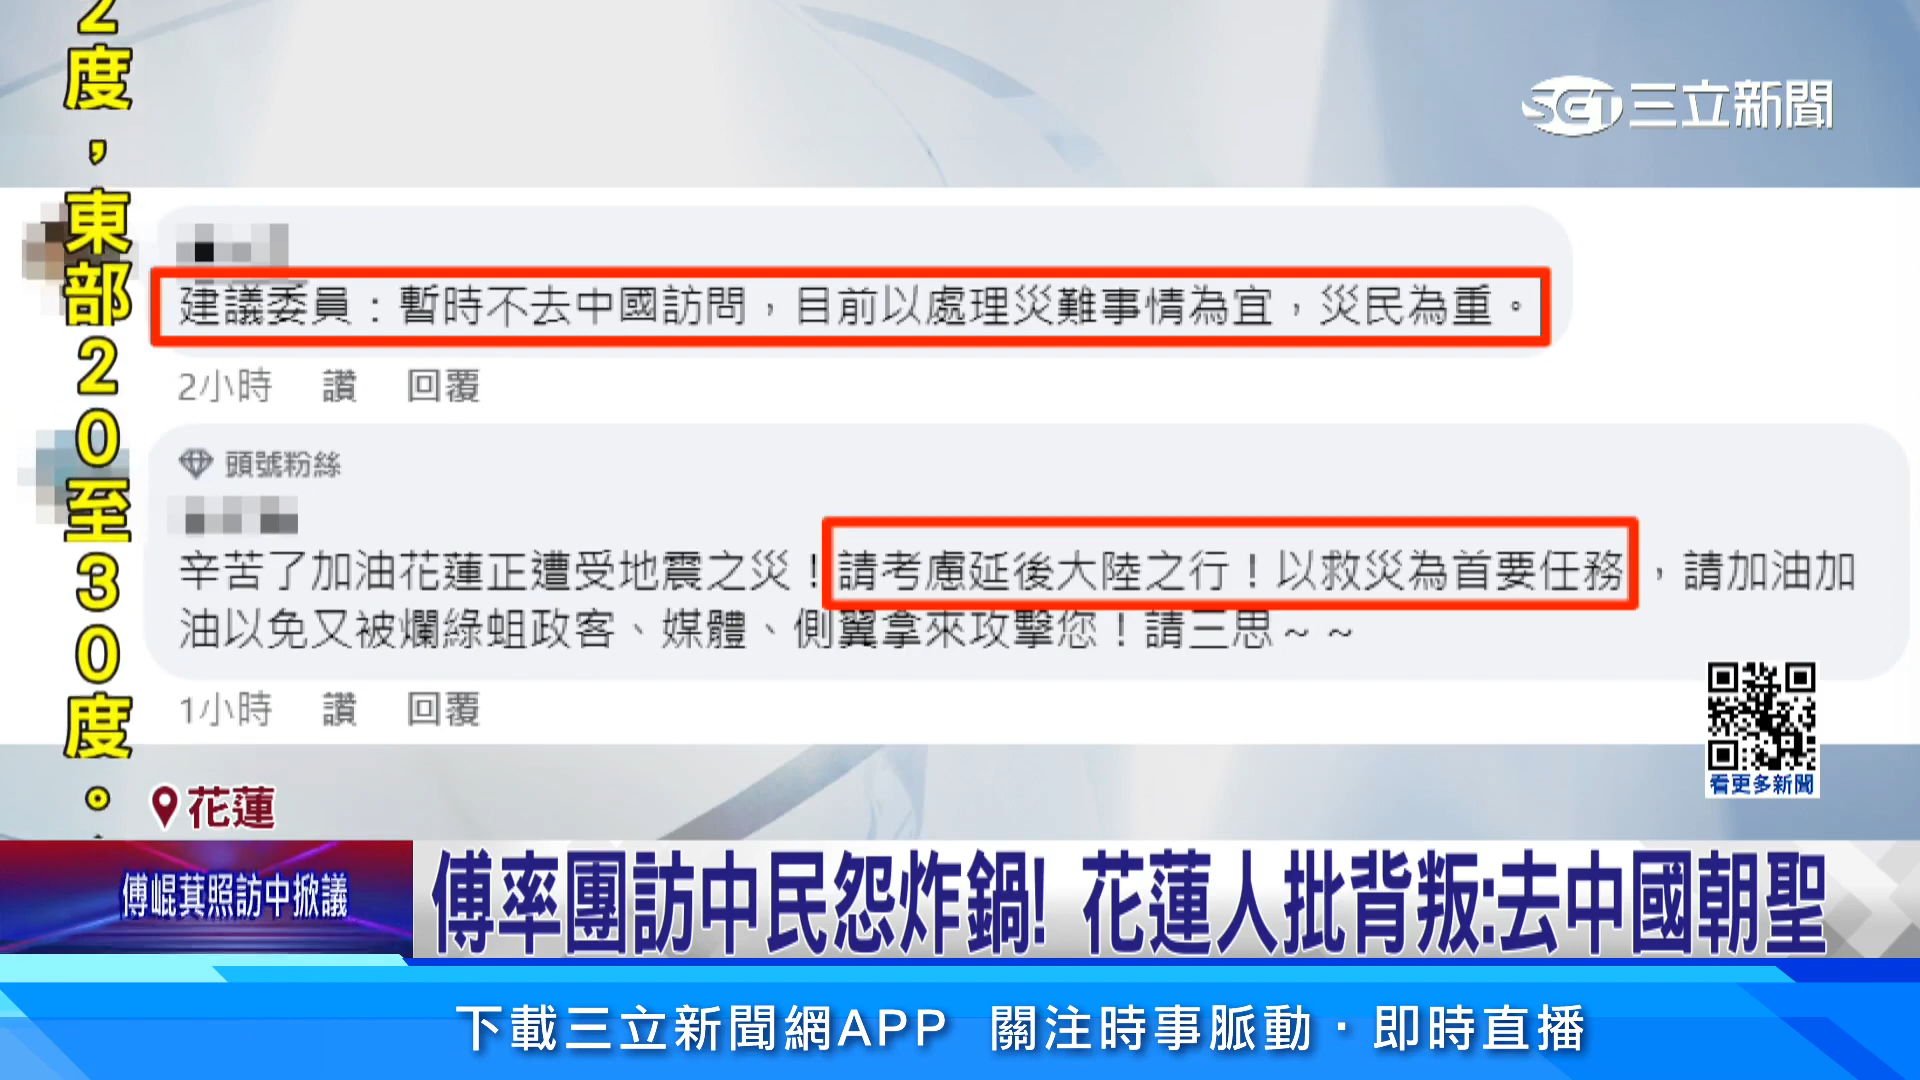 2度，東部20至30度。
SET三立新聞
建議委員：暫時不去中國訪問，目前以處理災難事情為宜，災民為重。
2小時 讚 回覆
頭號粉絲
辛苦了加油花蓮正遭受地震之災！請考慮延後大陸之行！以救災為首要任務，請加油加
油以免又被爛綠蛆政客、媒體、側翼拿來攻擊您！請三思～～
1小時 讚 回覆
看更多新聞
花蓮
傅崐萁照訪中掀議
傅率團訪中民怨炸鍋! 花蓮人批背叛:去中國朝聖
下載三立新聞網APP 關注時事脈動·即時直播